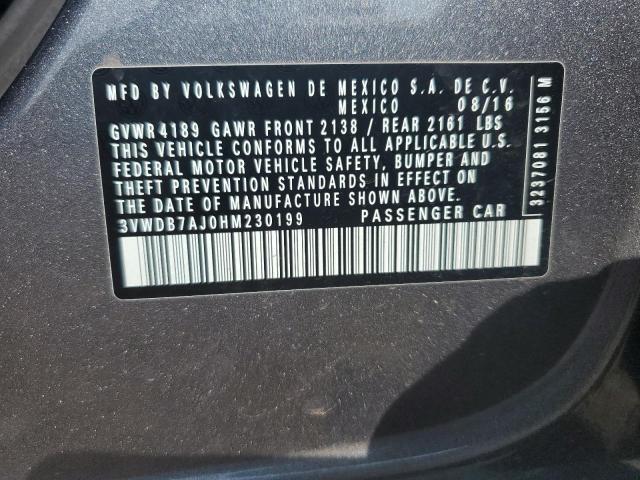 MFD BY VOLKSWAGEN DE MEXICO S.A. DE C.V.
MEXICO 08/16
GVWR4189 GAWR FRONT 2138 / REAR 2161 LBS
THIS VEHICLE CONFORMS TO ALL APPLICABLE U.S.
FEDERAL MOTOR VEHICLE SAFETY, BUMPER AND
THEFT PREVENTION STANDARDS IN EFFECT ON
THE DATE OF MANUFACTURE SHOWN ABOVE.
3VWDB7AJ0HM230199 PASSENGER CAR
3237081 3156 M